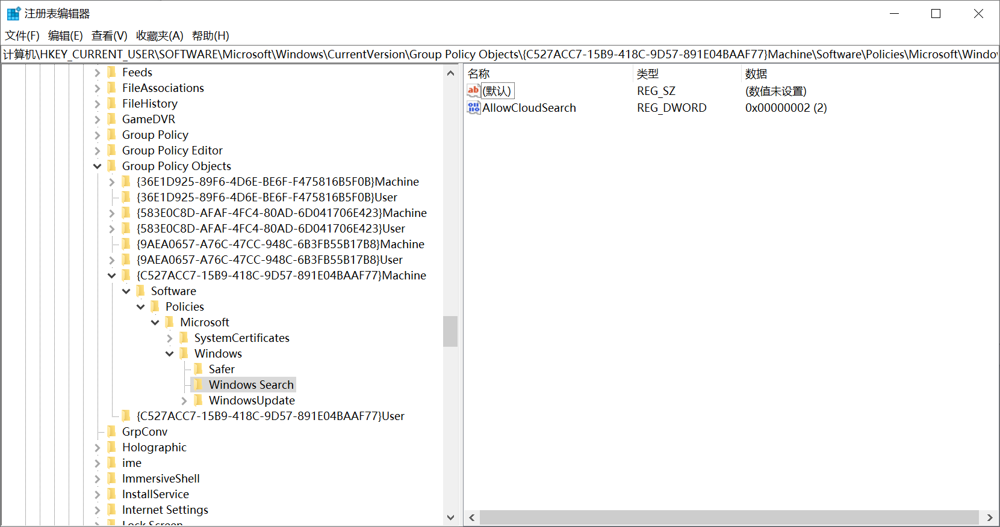 注册表编辑器
文件(F) 编辑(E) 查看(V) 收藏夹(A) 帮助(H)
计算机\HKEY_CURRENT_USER\SOFTWARE\Microsoft\Windows\CurrentVersion\Group Policy Objects\{C527ACC7-15B9-418C-9D57-891E04BAAF77}Machine\Software\Policies\Microsoft\Windo
Feeds
FileAssociations
FileHistory
GameDVR
Group Policy
Group Policy Editor
Group Policy Objects
{36E1D925-89F6-4D6E-BE6F-F475816B5F0B}Machine
{36E1D925-89F6-4D6E-BE6F-F475816B5F0B}User
{583E0C8D-AFAF-4FC4-80AD-6D041706E423}Machine
{583E0C8D-AFAF-4FC4-80AD-6D041706E423}User
{9AEA0657-A76C-47CC-948C-6B3FB55B17B8}Machine
{9AEA0657-A76C-47CC-948C-6B3FB55B17B8}User
{C527ACC7-15B9-418C-9D57-891E04BAAF77}Machine
Software
Policies
Microsoft
SystemCertificates
Windows
Safer
Windows Search
WindowsUpdate
{C527ACC7-15B9-418C-9D57-891E04BAAF77}User
GrpConv
Holographic
ime
ImmersiveShell
InstallService
Internet Settings
Lock Screen
名称 类型 数据
(默认) REG_SZ (数值未设置)
AllowCloudSearch REG_DWORD 0x00000002 (2)